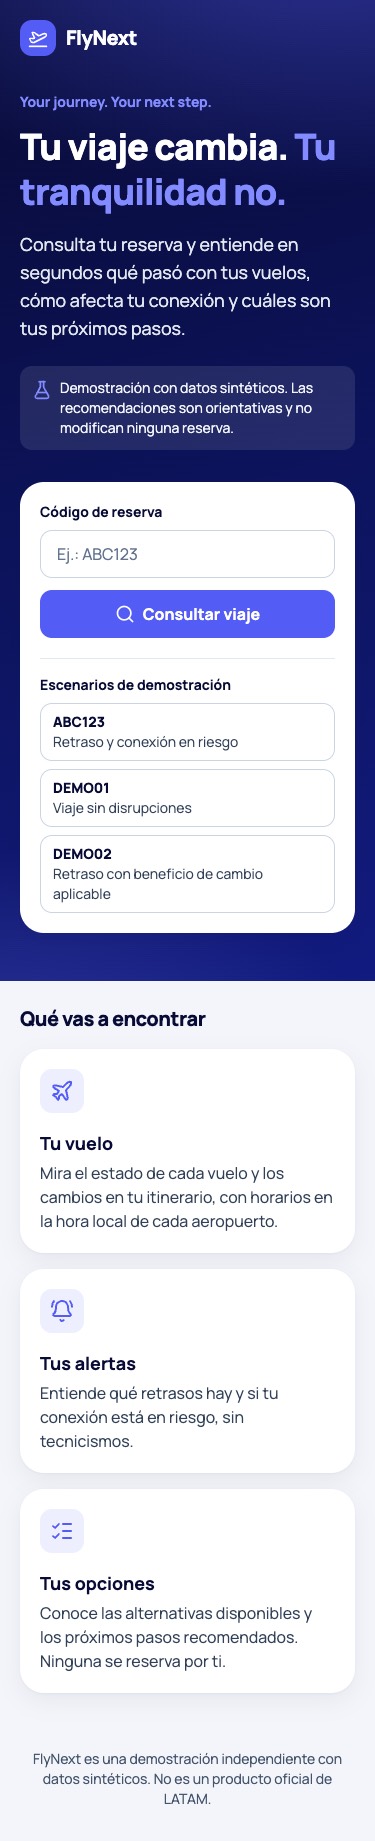 FlyNext
Your journey. Your next step.
Tu viaje cambia. Tu
tranquilidad no.
Consulta tu reserva y entiende en
segundos qué pasó con tus vuelos,
cómo afecta tu conexión y cuáles son
tus próximos pasos.
Demostración con datos sintéticos. Las
recomendaciones son orientativas y no
modifican ninguna reserva.
Código de reserva
Ej.: ABC123
Consultar viaje
Escenarios de demostración
ABC123
Retraso y conexión en riesgo
DEMO01
Viaje sin disrupciones
DEMO02
Retraso con beneficio de cambio
aplicable
Qué vas a encontrar
Tu vuelo
Mira el estado de cada vuelo y los
cambios en tu itinerario, con horarios en
la hora local de cada aeropuerto.
Tus alertas
Entiende qué retrasos hay y si tu
conexión está en riesgo, sin
tecnicismos.
Tus opciones
Conoce las alternativas disponibles y
los próximos pasos recomendados.
Ninguna se reserva por ti.
FlyNext es una demostración independiente con
datos sintéticos. No es un producto oficial de
LATAM.